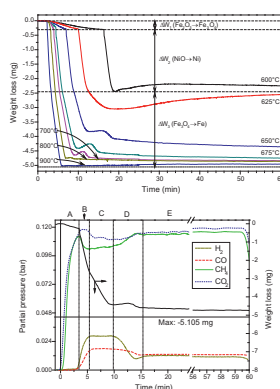 0.0
-0.5
-1.0
-1.5
-2.0
-2.5
-3.0
-3.5
-4.0
-4.5
-5.0
Weight loss (mg)
ΔW₁ (Fe₂O₃→Fe₃O₄)
ΔW₂ (NiO→Ni)
ΔW₃ (Fe₃O₄→Fe)
600°C
625°C
650°C
675°C
700°C
800°C
900°C
0 10 20 30 40 50 60
Time (min)
A B C D E
0.120
0.096
0.072
0.048
0.024
0.000
Partial pressure (bar)
H₂
CO
CH₄
CO₂
Max: -5.105 mg
0
-1
-2
-3
-4
-5
-6
-7
-8
Weight loss (mg)
0 5 10 15 20 25 56 57 58 59 60
Time (min)